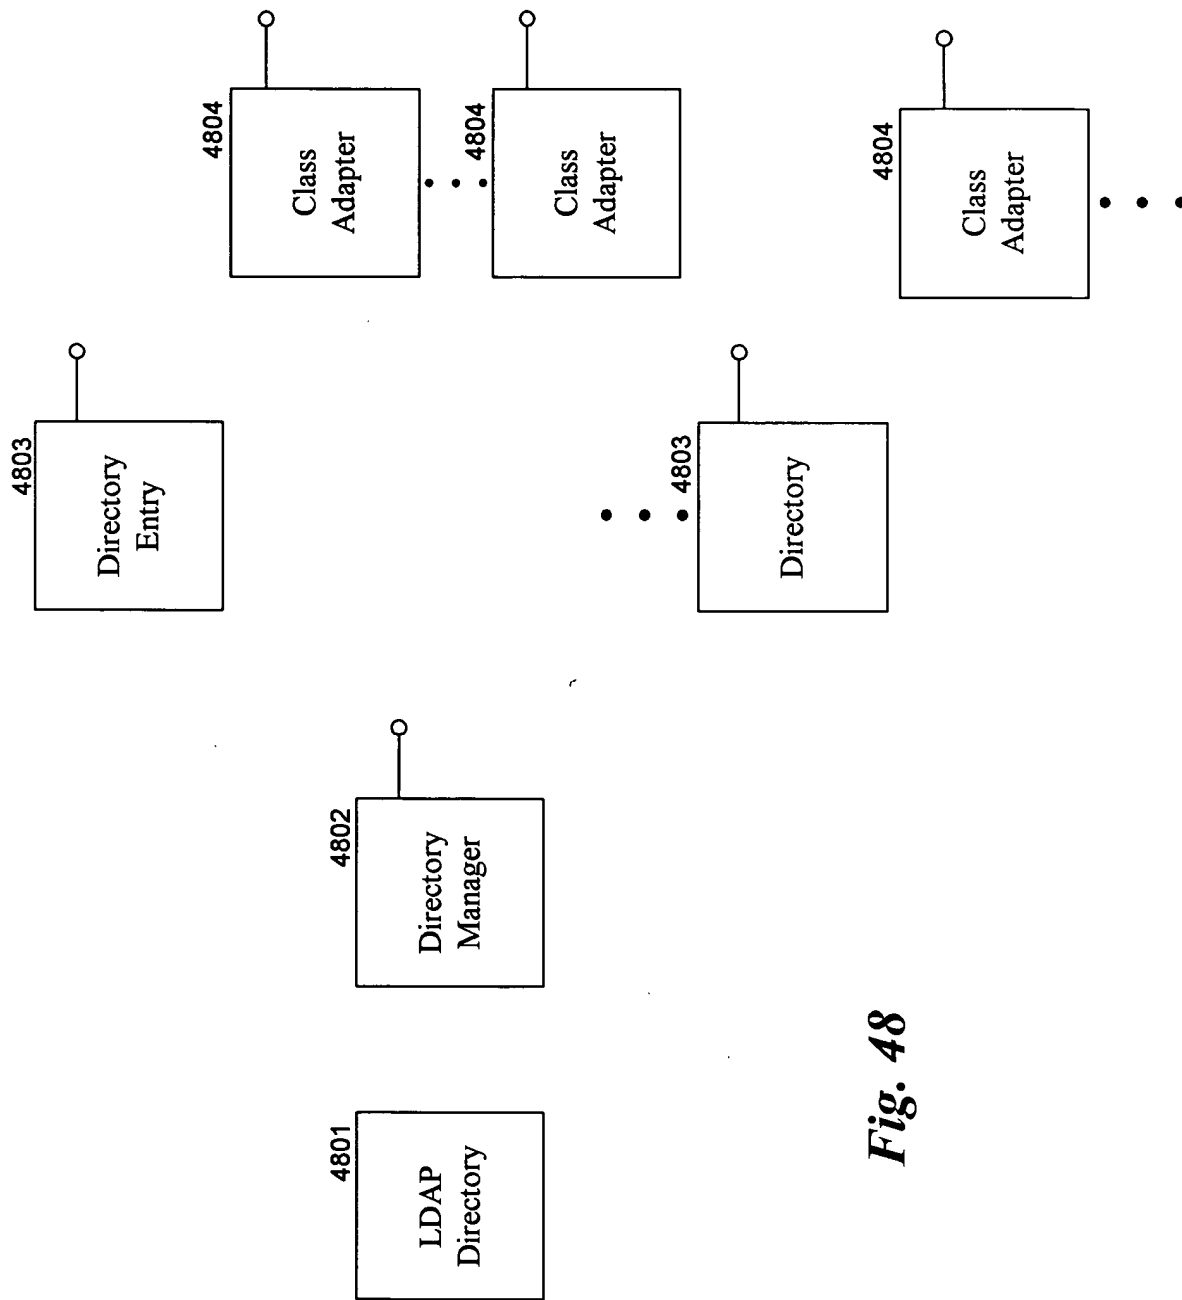 4801
LDAP
Directory
4802
Directory
Manager
4803
Directory
Entry
4803
Directory
4804
Class
Adapter
4804
Class
Adapter
4804
Class
Adapter
Fig. 48